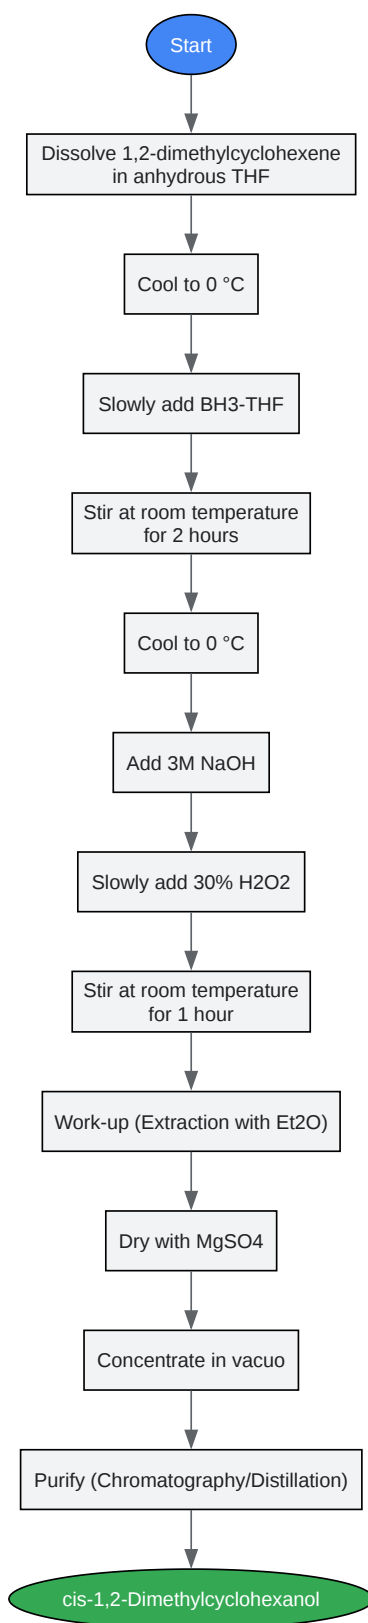 Start
Dissolve 1,2-dimethylcyclohexene
in anhydrous THF
Cool to 0 °C
Slowly add BH3-THF
Stir at room temperature
for 2 hours
Cool to 0 °C
Add 3M NaOH
Slowly add 30% H2O2
Stir at room temperature
for 1 hour
Work-up (Extraction with Et2O)
Dry with MgSO4
Concentrate in vacuo
Purify (Chromatography/Distillation)
cis-1,2-Dimethylcyclohexanol